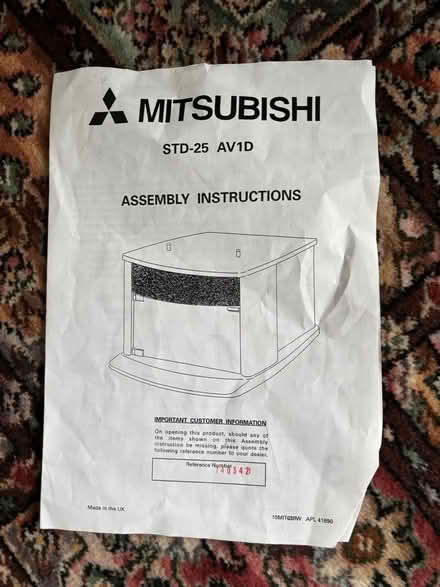 MITSUBISHI
STD-25 AV1D
ASSEMBLY INSTRUCTIONS
IMPORTANT CUSTOMER INFORMATION
On opening this product, should any of
the items shown on this Assembly
instruction be missing, please quote the
following reference number to your dealer.
Reference Number
Made in the UK